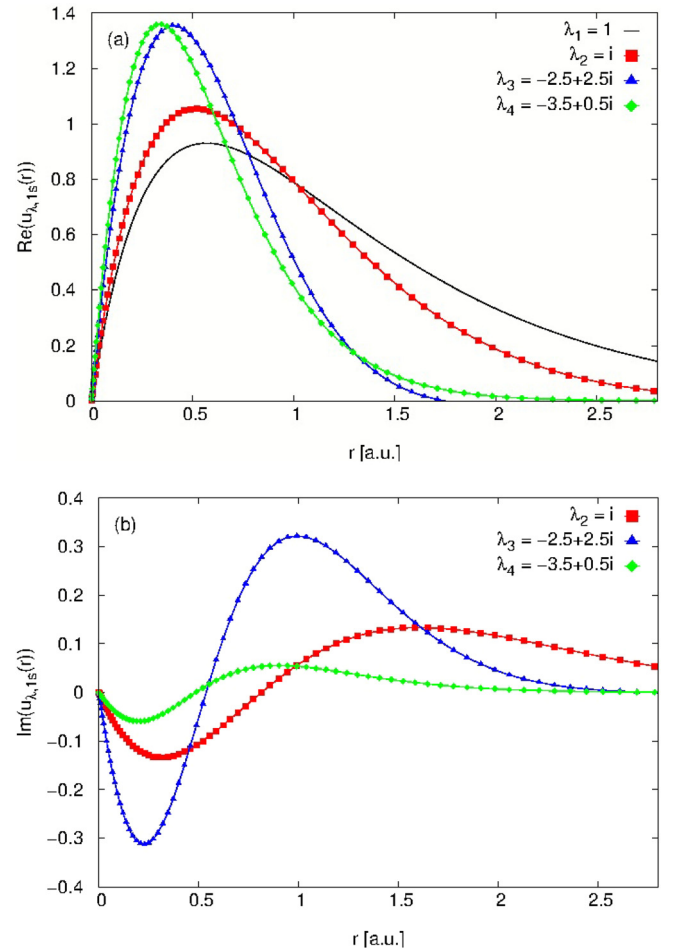 (a)
λ1 = 1
λ2 = i
λ3 = −2.5+2.5i
λ4 = −3.5+0.5i
Re(uλ,1s(r))
1.4
1.2
1
0.8
0.6
0.4
0.2
0
0 0.5 1 1.5 2 2.5
r [a.u.]
(b)
λ2 = i
λ3 = −2.5+2.5i
λ4 = −3.5+0.5i
Im(uλ,1s(r))
0.4
0.3
0.2
0.1
0
−0.1
−0.2
−0.3
−0.4
0 0.5 1 1.5 2 2.5
r [a.u.]